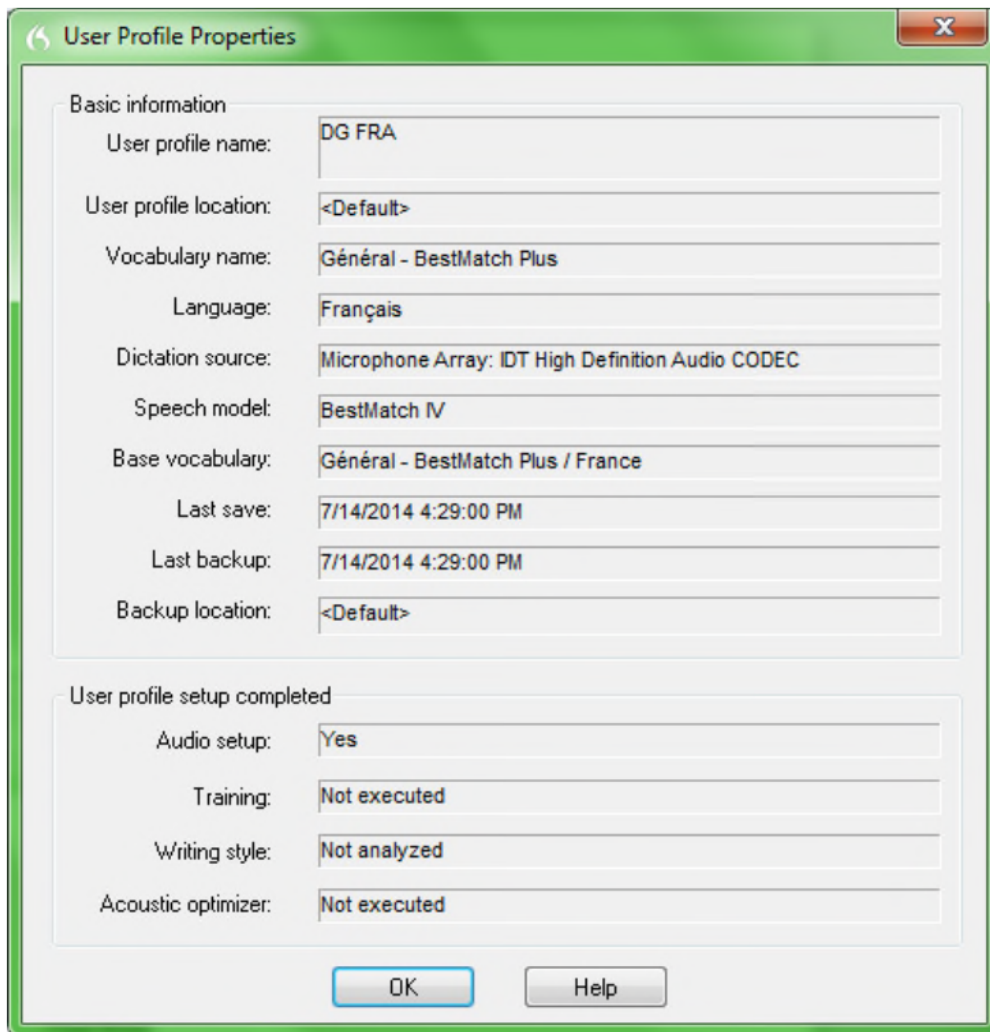 User Profile Properties
Basic information
User profile name: DG FRA
User profile location: <Default>
Vocabulary name: Général - BestMatch Plus
Language: Français
Dictation source: Microphone Array: IDT High Definition Audio CODEC
Speech model: BestMatch IV
Base vocabulary: Général - BestMatch Plus / France
Last save: 7/14/2014 4:29:00 PM
Last backup: 7/14/2014 4:29:00 PM
Backup location: <Default>
User profile setup completed
Audio setup: Yes
Training: Not executed
Writing style: Not analyzed
Acoustic optimizer: Not executed
OK Help